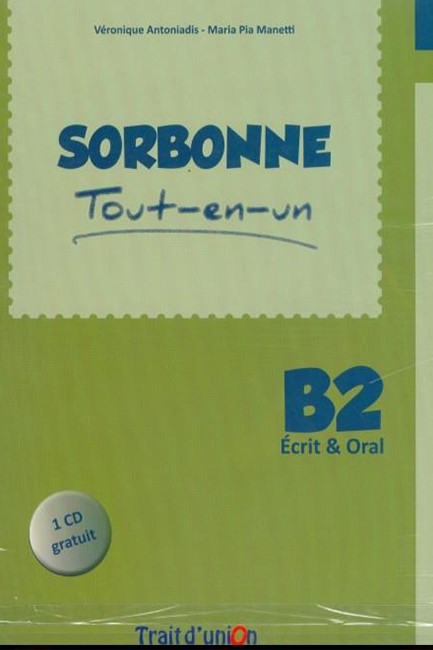 Véronique Antoniadis - Maria Pia Manetti
SORBONNE
Tout-en-un
B2
Écrit & Oral
1 CD
gratuit
Trait d'union